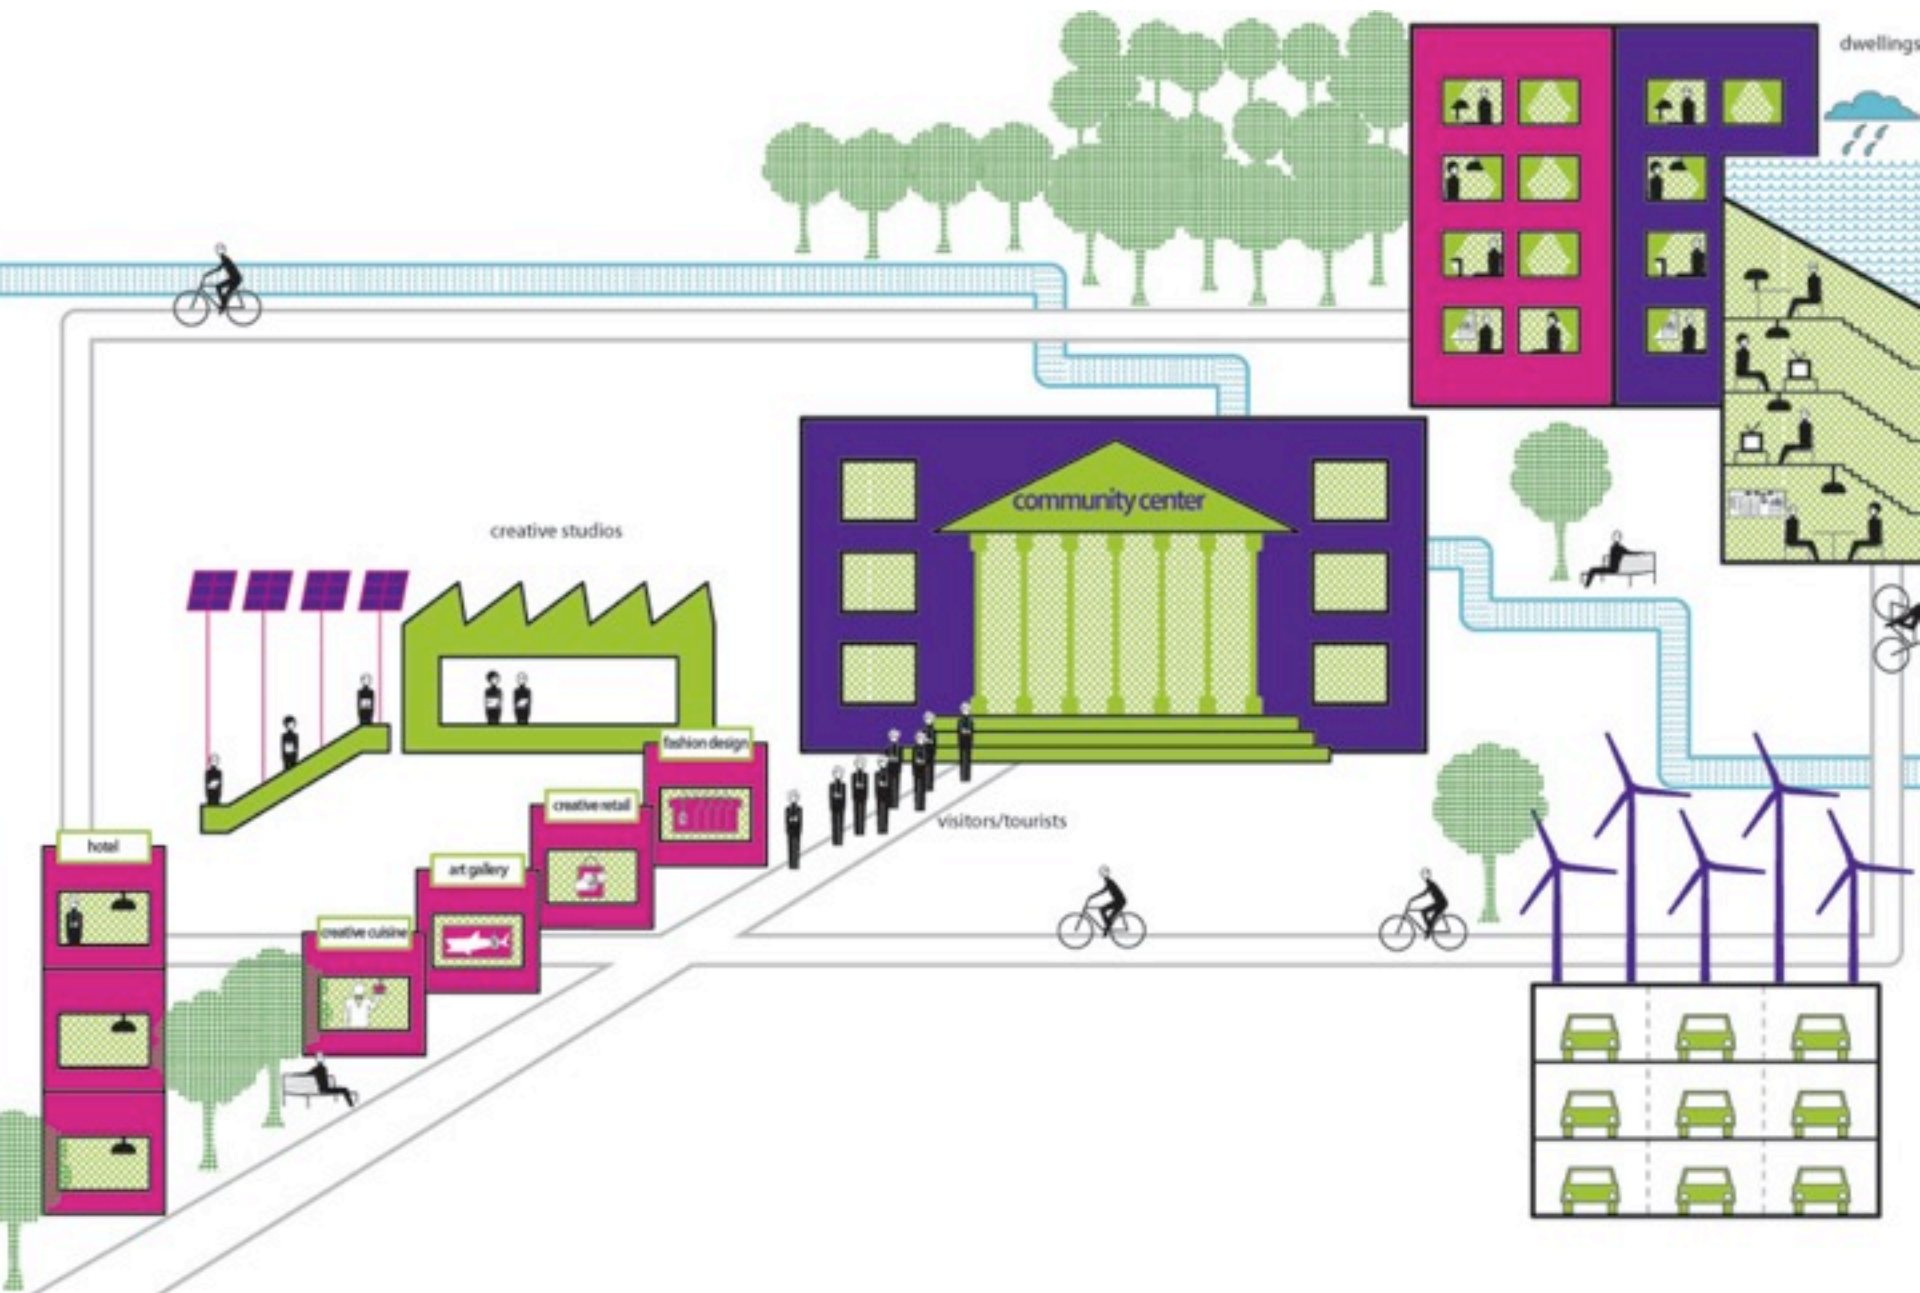 dwellings
community center
creative studios
fashion design
creative retail
visitors/tourists
hotel
art gallery
creative cuisine